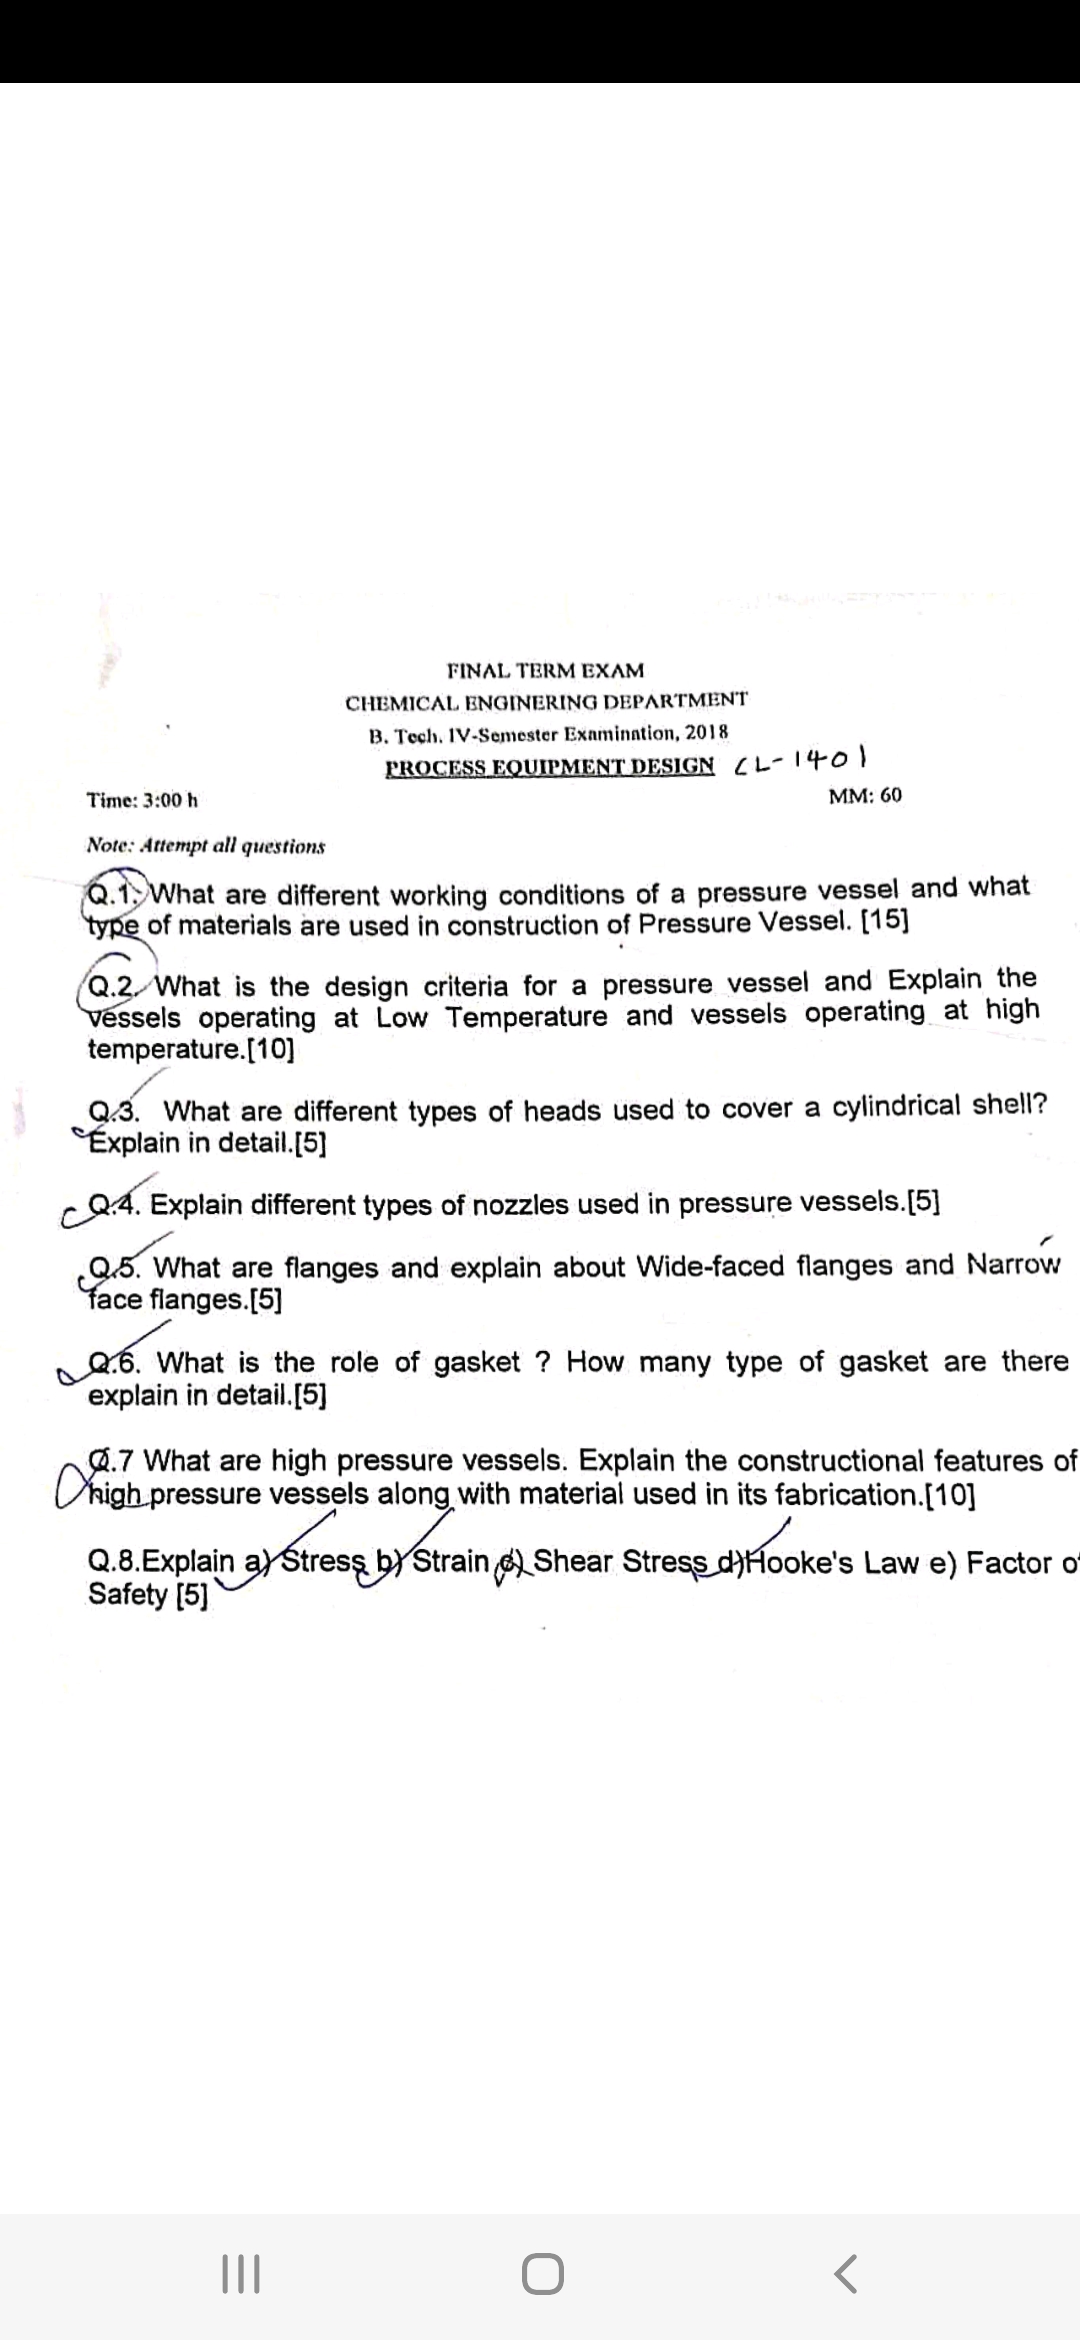 FINAL TERM EXAM
CHEMICAL ENGINERING DEPARTMENT
B. Tech. IV-Semester Examination, 2018
PROCESS EQUIPMENT DESIGN CL-1401
Time: 3:00 h MM: 60
Note: Attempt all questions
Q.1. What are different working conditions of a pressure vessel and what
type of materials are used in construction of Pressure Vessel. [15]
Q.2. What is the design criteria for a pressure vessel and Explain the
vessels operating at Low Temperature and vessels operating at high
temperature.[10]
Q.3. What are different types of heads used to cover a cylindrical shell?
Explain in detail.[5]
Q.4. Explain different types of nozzles used in pressure vessels.[5]
Q.5. What are flanges and explain about Wide-faced flanges and Narrow
face flanges.[5]
Q.6. What is the role of gasket ? How many type of gasket are there
explain in detail.[5]
Q.7 What are high pressure vessels. Explain the constructional features of
high pressure vessels along with material used in its fabrication.[10]
Q.8.Explain a) Stress b) Strain c) Shear Stress d)Hooke's Law e) Factor o
Safety [5]